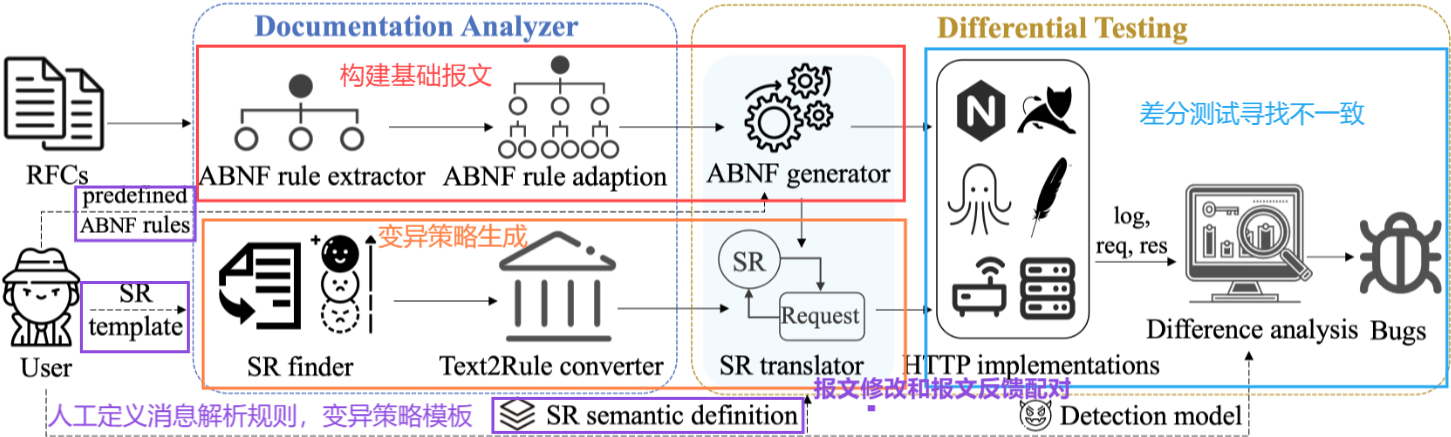 Documentation Analyzer
Differential Testing
构建基础报文
差分测试寻找不一致
RFCs
ABNF rule extractor
ABNF rule adaption
ABNF generator
predefined
ABNF rules
变异策略生成
SR
log,
req, res
SR
template
Request
User
SR finder
Text2Rule converter
SR translator
HTTP implementations
Difference analysis
Bugs
报文修改和报文反馈配对
人工定义消息解析规则，变异策略模板
SR semantic definition
Detection model